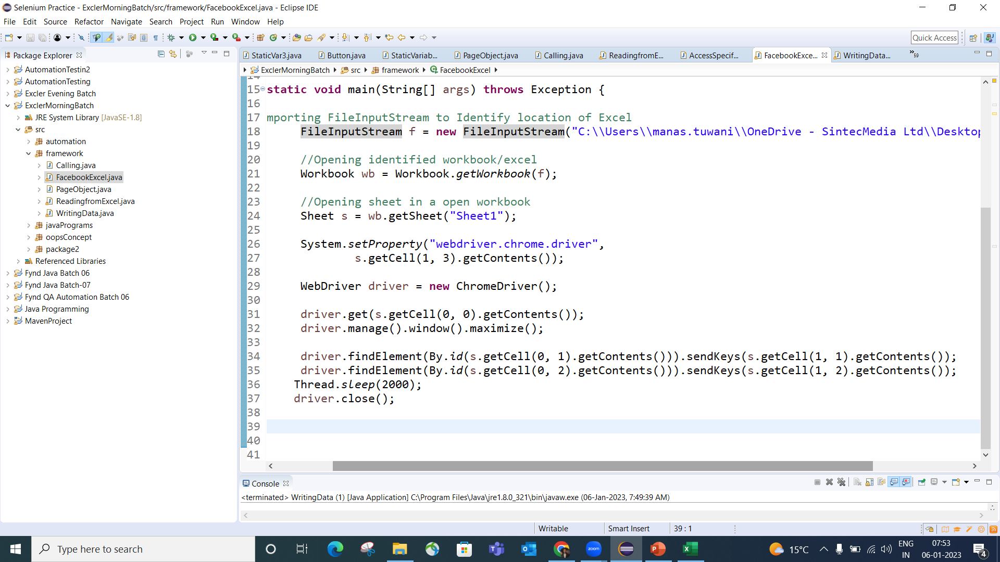 Selenium Practice - ExclerMorningBatch/src/framework/FacebookExcel.java - Eclipse IDE
File Edit Source Refactor Navigate Search Project Run Window Help
Quick Access
Package Explorer
AutomationTestin2
AutomationTesting
Excler Evening Batch
ExclerMorningBatch
JRE System Library [JavaSE-1.8]
src
automation
framework
Calling.java
FacebookExcel.java
PageObject.java
ReadingfromExcel.java
WritingData.java
javaPrograms
oopsConcept
package2
Referenced Libraries
Fynd Java Batch 06
Fynd Java Batch-07
Fynd QA Automation Batch 06
Java Programming
MavenProject
StaticVar3.java Button.java StaticVariab... PageObject.java Calling.java ReadingfromE... AccessSpecif... FacebookExce... WritingData... »59
ExclerMorningBatch src framework FacebookExcel
15 static void main(String[] args) throws Exception {
16
17 mporting FileInputStream to Identify location of Excel
18 FileInputStream f = new FileInputStream("C:\\Users\\manas.tuwani\\OneDrive - SintecMedia Ltd\\Desktop
19
20 //Opening identified workbook/excel
21 Workbook wb = Workbook.getWorkbook(f);
22
23 //Opening sheet in a open workbook
24 Sheet s = wb.getSheet("Sheet1");
25
26 System.setProperty("webdriver.chrome.driver",
27 s.getCell(1, 3).getContents());
28
29 WebDriver driver = new ChromeDriver();
30
31 driver.get(s.getCell(0, 0).getContents());
32 driver.manage().window().maximize();
33
34 driver.findElement(By.id(s.getCell(0, 1).getContents())).sendKeys(s.getCell(1, 1).getContents());
35 driver.findElement(By.id(s.getCell(0, 2).getContents())).sendKeys(s.getCell(1, 2).getContents());
36 Thread.sleep(2000);
37 driver.close();
38
39
40
41
Console
<terminated> WritingData (1) [Java Application] C:\Program Files\Java\jre1.8.0_321\bin\javaw.exe (06-Jan-2023, 7:49:39 AM)
Writable Smart Insert 39 : 1
Type here to search
zoom
15°C
ENG
IN
07:53
06-01-2023
4